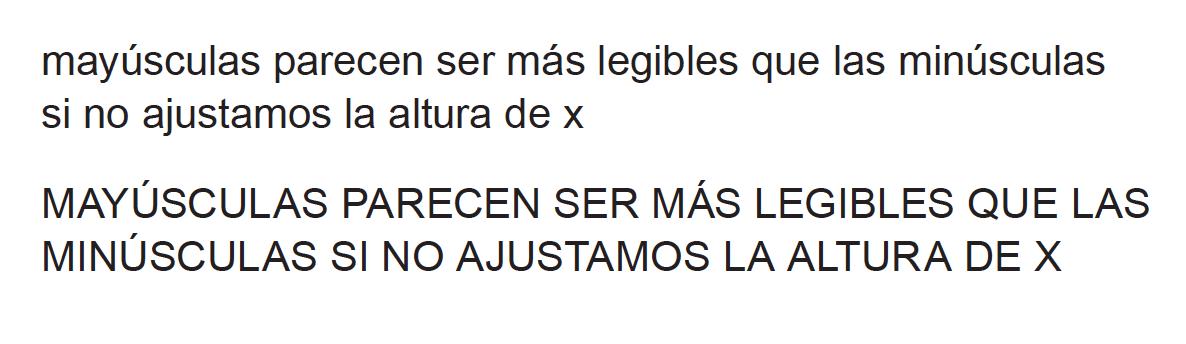 mayúsculas parecen ser más legibles que las minúsculas
si no ajustamos la altura de x
MAYÚSCULAS PARECEN SER MÁS LEGIBLES QUE LAS
MINÚSCULAS SI NO AJUSTAMOS LA ALTURA DE X